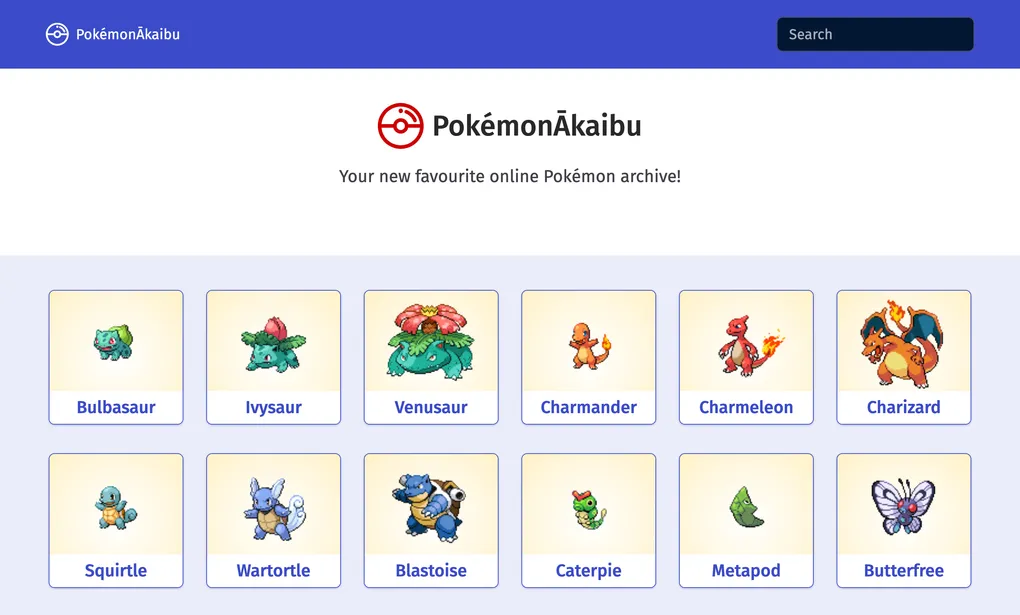 PokémonĀkaibu
Search
PokémonĀkaibu
Your new favourite online Pokémon archive!
Bulbasaur
Ivysaur
Venusaur
Charmander
Charmeleon
Charizard
Squirtle
Wartortle
Blastoise
Caterpie
Metapod
Butterfree